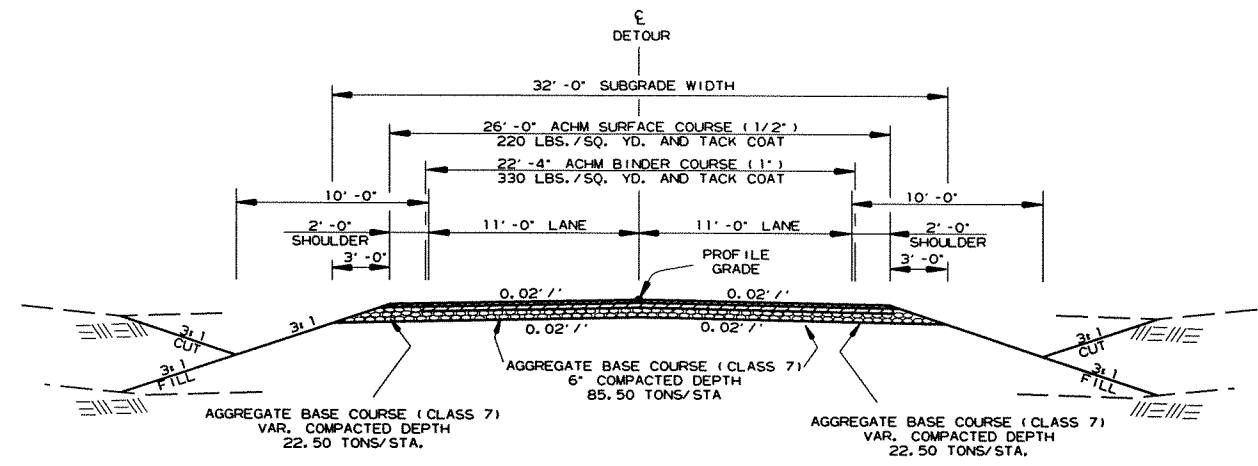 ℄
DETOUR
32'-0" SUBGRADE WIDTH
26'-0" ACHM SURFACE COURSE (1/2")
220 LBS./SQ. YD. AND TACK COAT
22'-4" ACHM BINDER COURSE (1")
330 LBS./SQ. YD. AND TACK COAT
10'-0"
10'-0"
2'-0"
SHOULDER
11'-0" LANE
11'-0" LANE
2'-0"
SHOULDER
3'-0"
3'-0"
PROFILE
GRADE
0.02'/'
0.02'/'
0.02'/'
0.02'/'
3:1
3:1
CUT
3:1
FILL
3:1
CUT
3:1
FILL
AGGREGATE BASE COURSE (CLASS 7)
6" COMPACTED DEPTH
85.50 TONS/STA
AGGREGATE BASE COURSE (CLASS 7)
VAR. COMPACTED DEPTH
22.50 TONS/STA.
AGGREGATE BASE COURSE (CLASS 7)
VAR. COMPACTED DEPTH
22.50 TONS/STA.